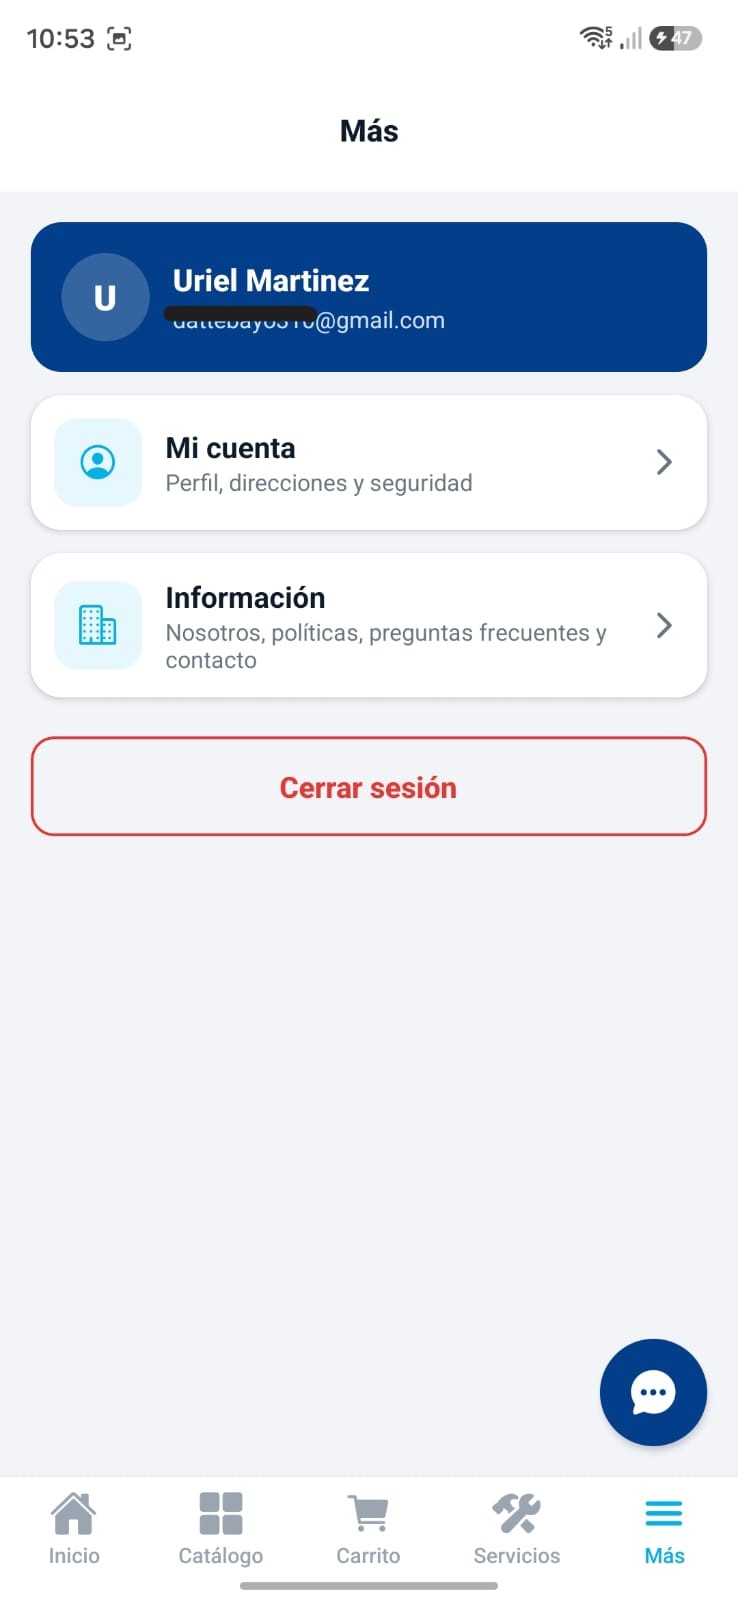 10:53
5
47
Más
Uriel Martinez
U
@gmail.com
Mi cuenta
Perfil, direcciones y seguridad
Información
Nosotros, políticas, preguntas frecuentes y
contacto
Cerrar sesión
Inicio
Catálogo
Carrito
Servicios
Más